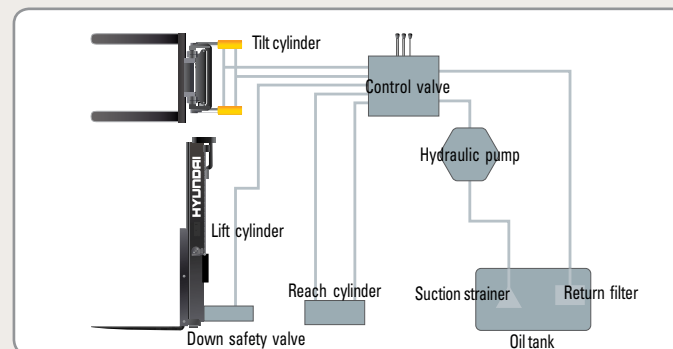 Tilt cylinder
Control valve
Hydraulic pump
HYUNDAI
Lift cylinder
Reach cylinder
Suction strainer
Return filter
Down safety valve
Oil tank